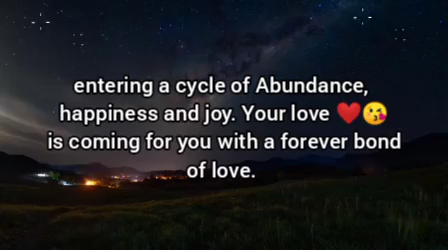 entering a cycle of Abundance,
happiness and joy. Your love ❤️😘
is coming for you with a forever bond
of love.